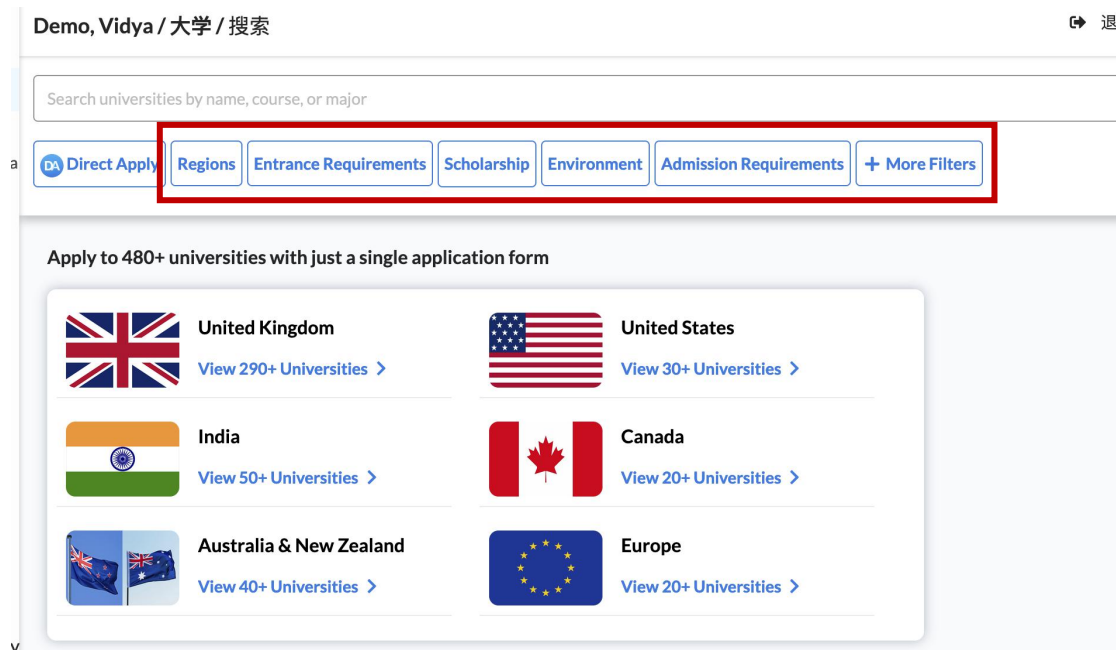 Demo, Vidya / 大学 / 搜索
退
Search universities by name, course, or major
a
DA Direct Apply Regions Entrance Requirements Scholarship Environment Admission Requirements + More Filters
Apply to 480+ universities with just a single application form
United Kingdom
View 290+ Universities >
United States
View 30+ Universities >
India
View 50+ Universities >
Canada
View 20+ Universities >
Australia & New Zealand
View 40+ Universities >
Europe
View 20+ Universities >